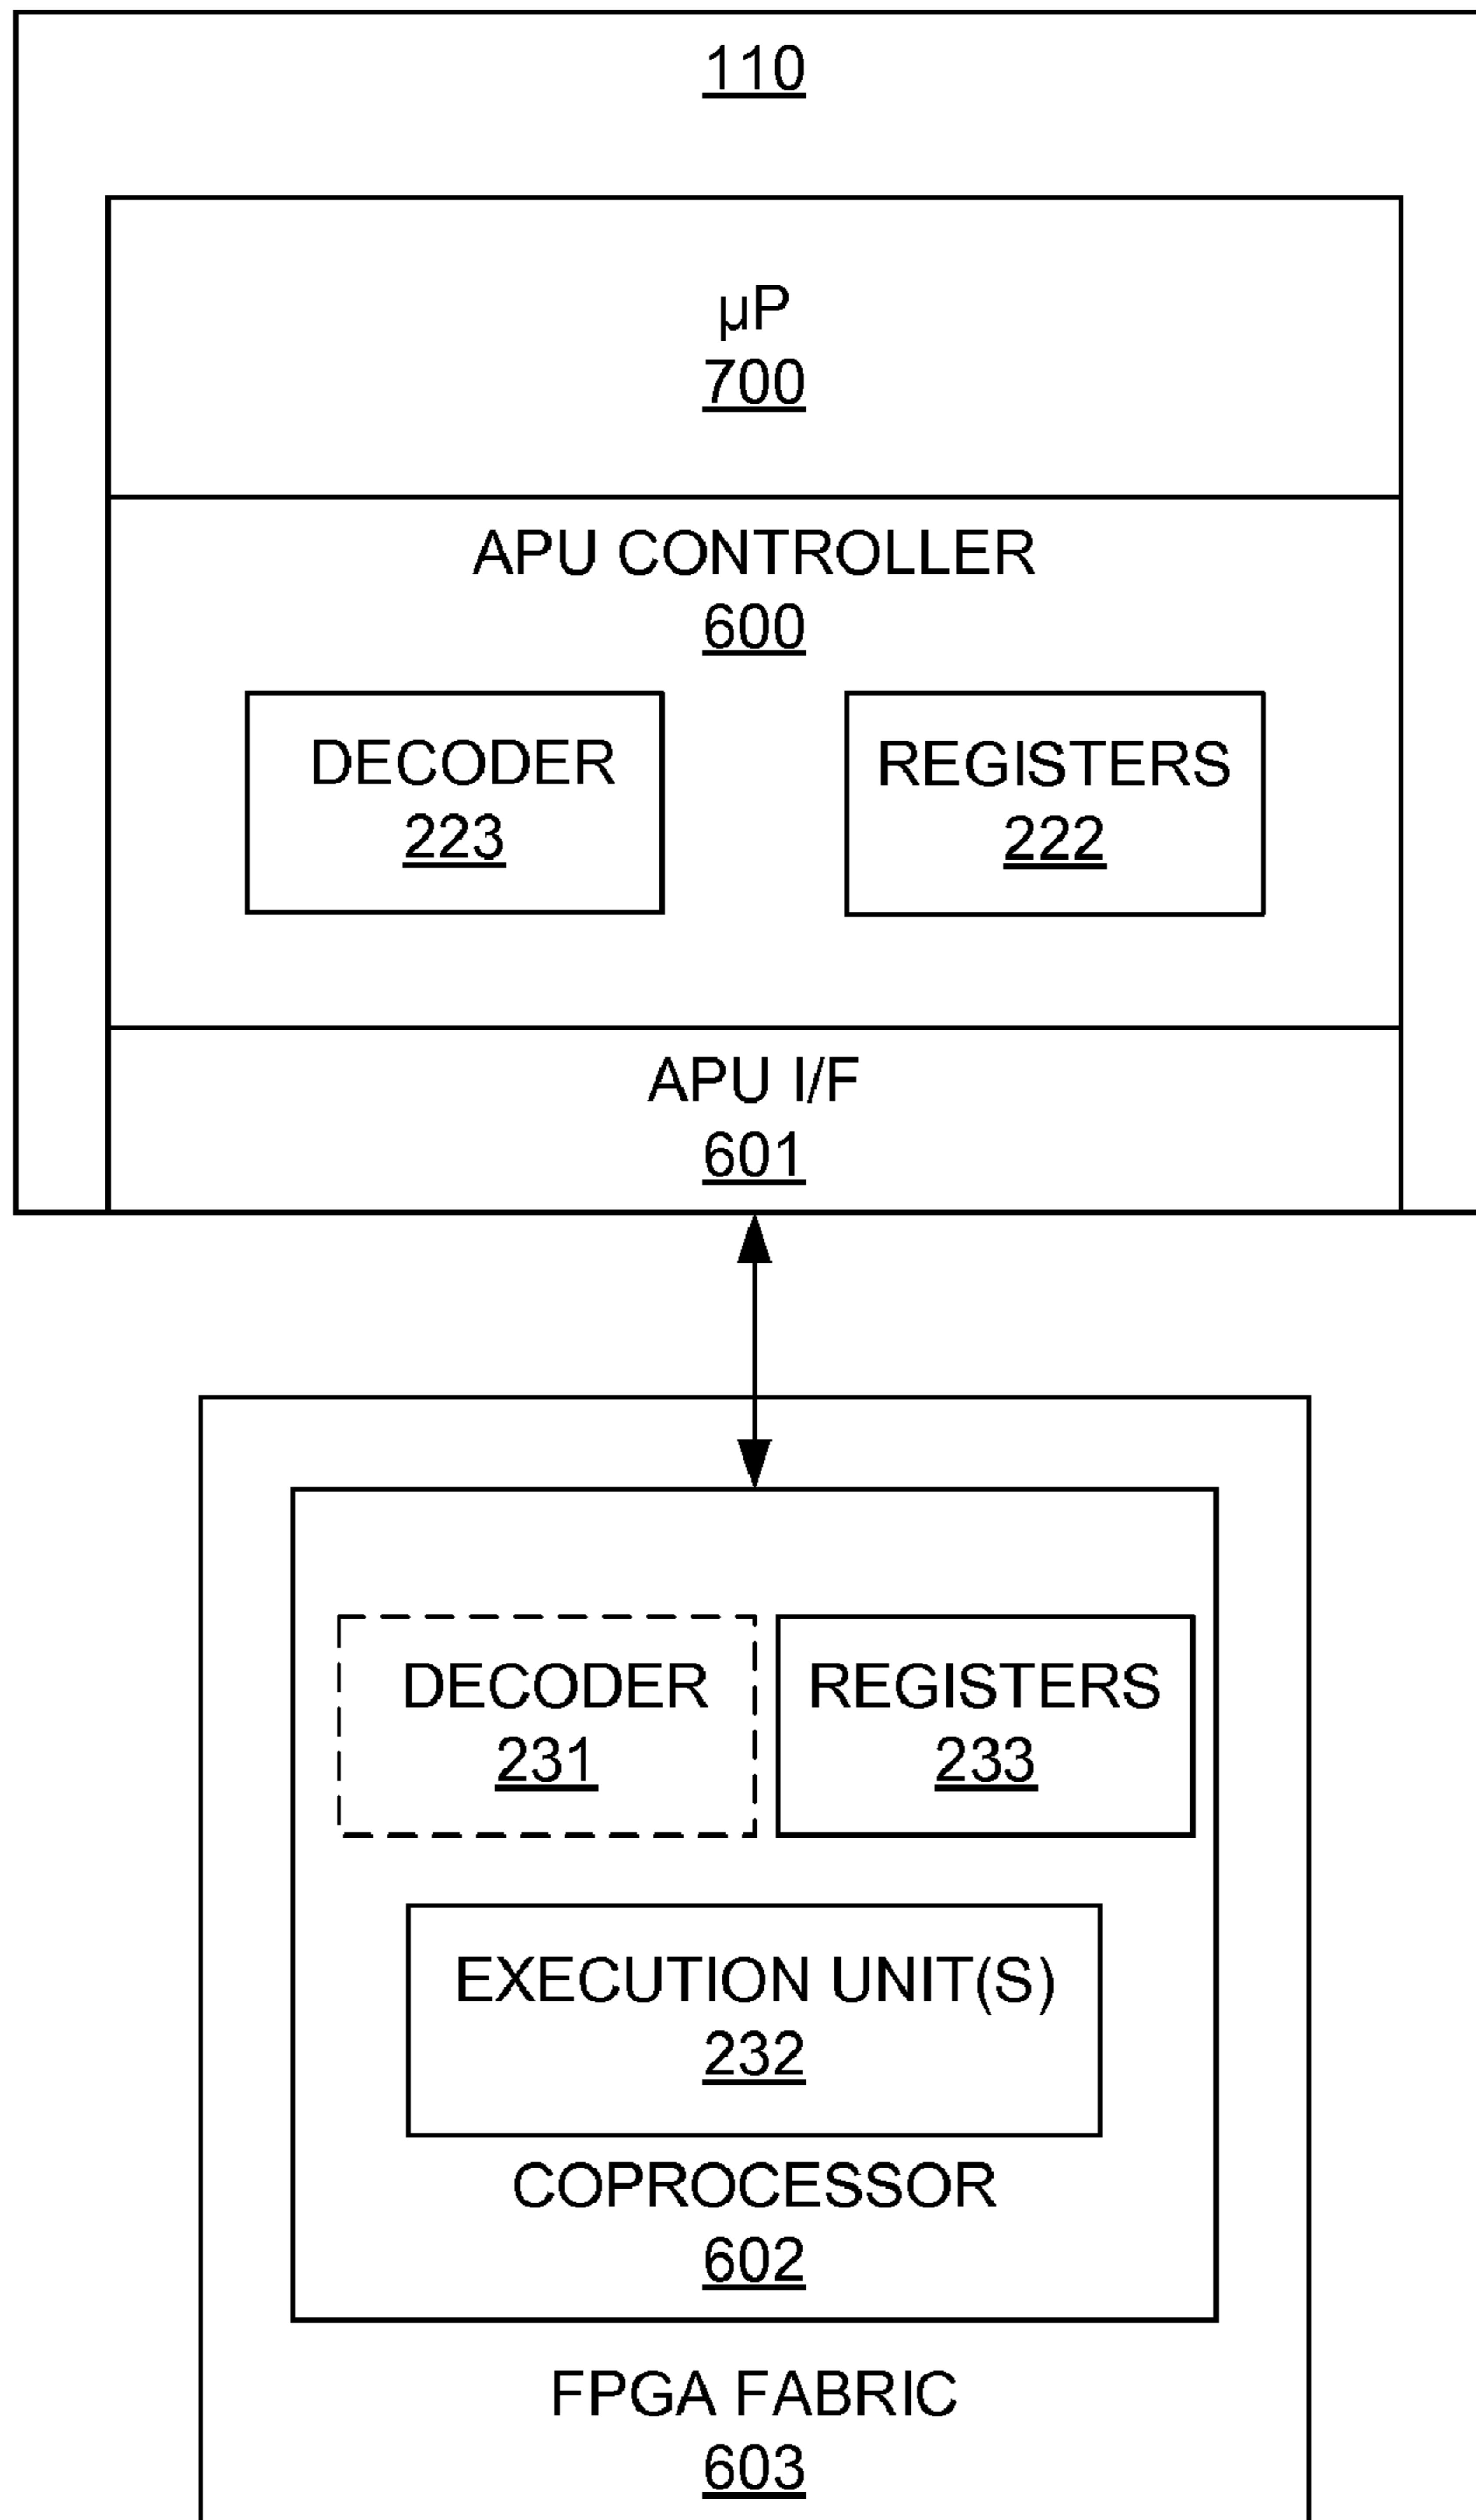 110
µP
700
APU CONTROLLER
600
DECODER
223
REGISTERS
222
APU I/F
601
DECODER
231
REGISTERS
233
EXECUTION UNIT(S)
232
COPROCESSOR
602
FPGA FABRIC
603